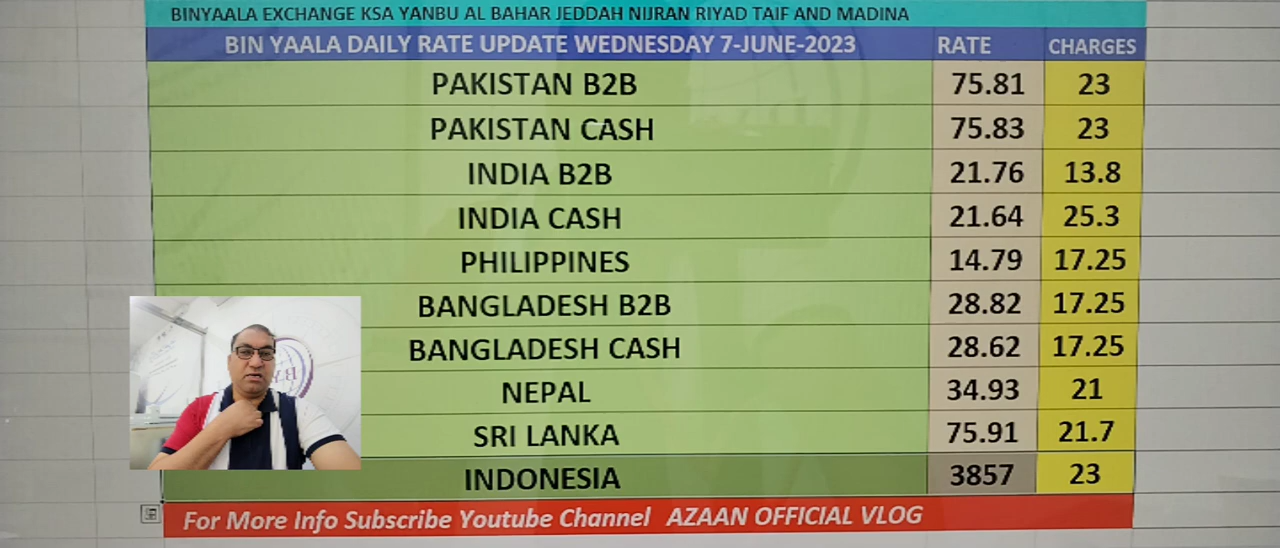 BINYAALA EXCHANGE KSA YANBU AL BAHAR JEDDAH NIJRAN RIYAD TAIF AND MADINA
BIN YAALA DAILY RATE UPDATE WEDNESDAY 7-JUNE-2023 RATE CHARGES
PAKISTAN B2B 75.81 23
PAKISTAN CASH 75.83 23
INDIA B2B 21.76 13.8
INDIA CASH 21.64 25.3
PHILIPPINES 14.79 17.25
BANGLADESH B2B 28.82 17.25
BANGLADESH CASH 28.62 17.25
NEPAL 34.93 21
SRI LANKA 75.91 21.7
INDONESIA 3857 23
For More Info Subscribe Youtube Channel AZAAN OFFICIAL VLOG